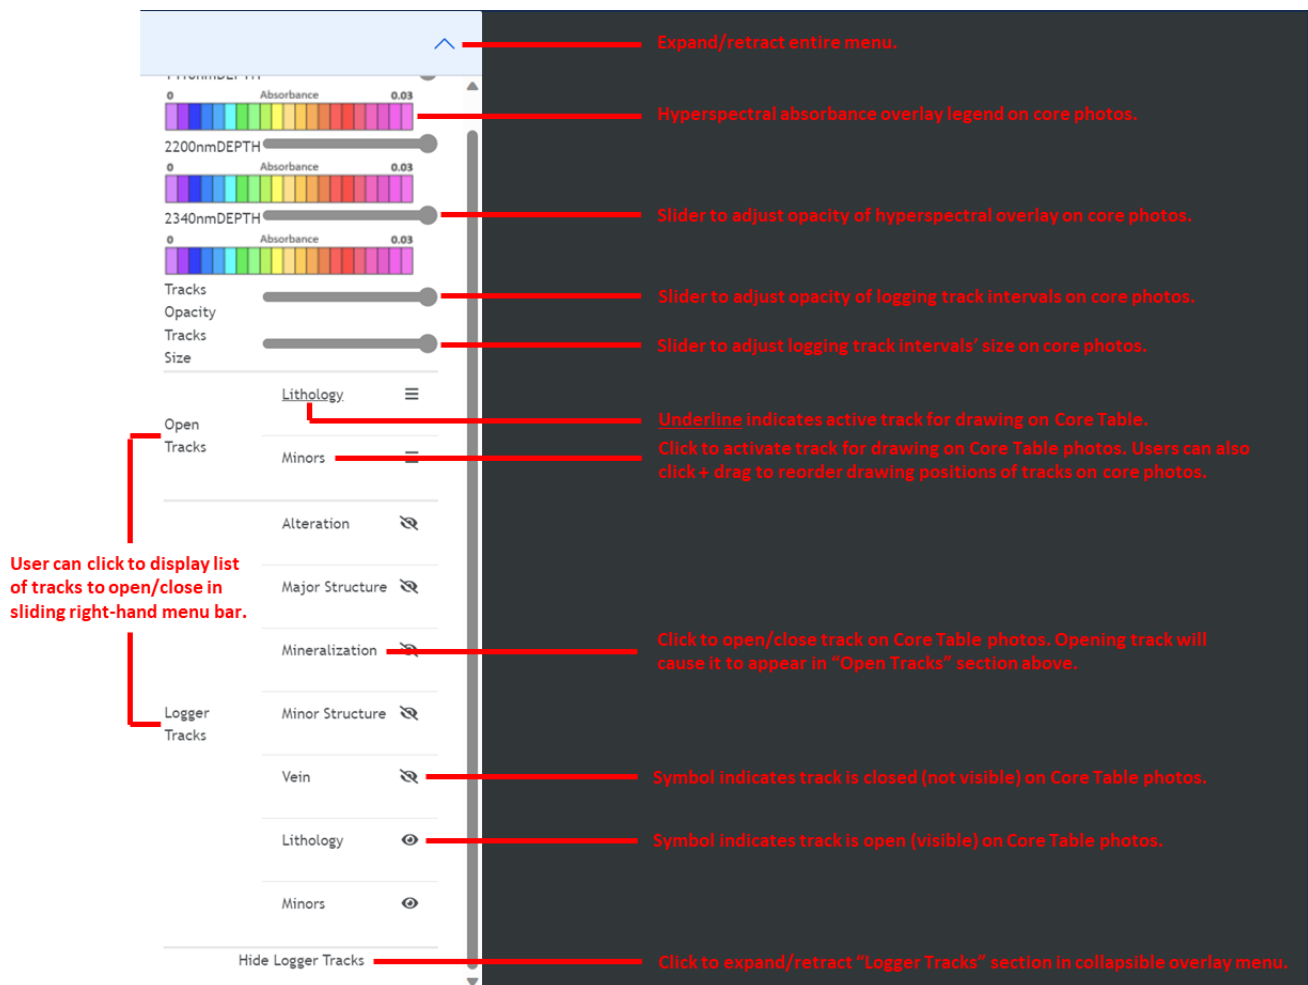 Expand/retract entire menu.
0 Absorbance 0.03
Hyperspectral absorbance overlay legend on core photos.
2200nmDEPTH
0 Absorbance 0.03
2340nmDEPTH
Slider to adjust opacity of hyperspectral overlay on core photos.
0 Absorbance 0.03
Tracks
Opacity
Slider to adjust opacity of logging track intervals on core photos.
Tracks
Size
Slider to adjust logging track intervals’ size on core photos.
Lithology
Underline indicates active track for drawing on Core Table.
Open
Tracks
Minors
Click to activate track for drawing on Core Table photos. Users can also
click + drag to reorder drawing positions of tracks on core photos.
Alteration
User can click to display list
of tracks to open/close in
sliding right-hand menu bar.
Major Structure
Mineralization
Click to open/close track on Core Table photos. Opening track will
cause it to appear in “Open Tracks” section above.
Logger
Tracks
Minor Structure
Vein
Symbol indicates track is closed (not visible) on Core Table photos.
Lithology
Symbol indicates track is open (visible) on Core Table photos.
Minors
Hide Logger Tracks
Click to expand/retract “Logger Tracks” section in collapsible overlay menu.